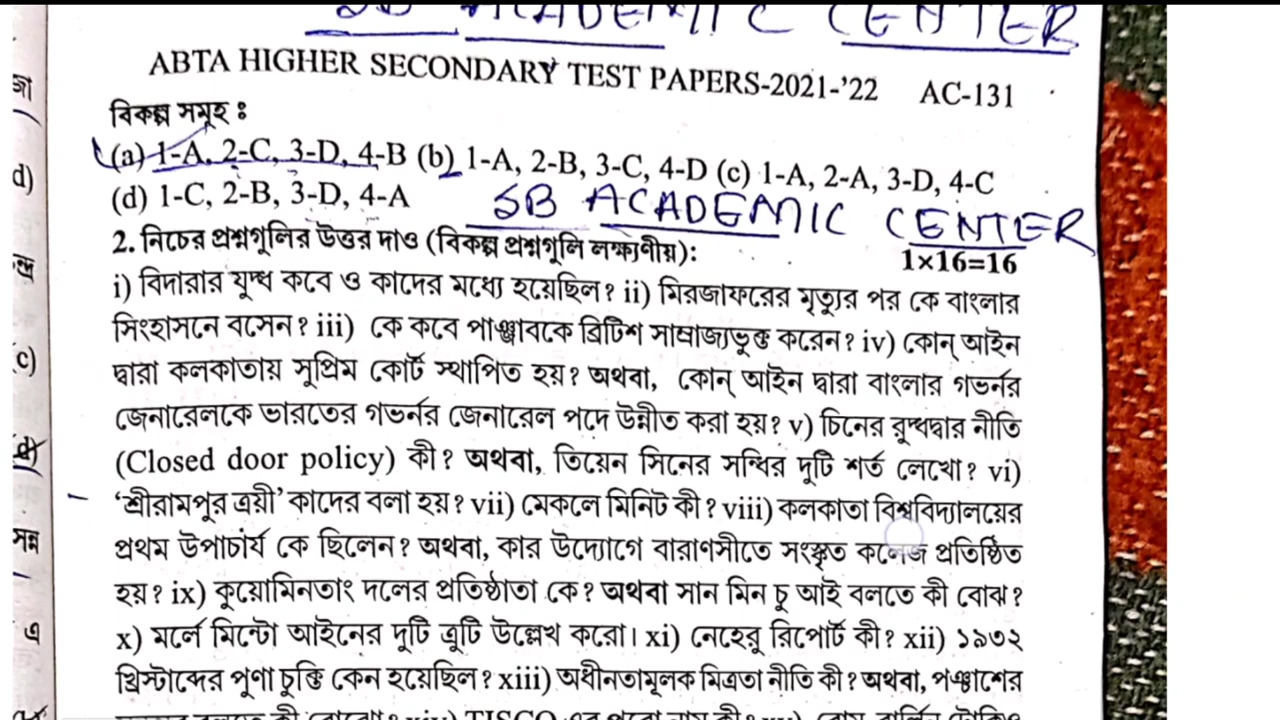 SB ACADEMIC CENTER
ABTA HIGHER SECONDARY TEST PAPERS-2021-’22 AC-131
বিকল্প সমূহ ঃ
(a) 1-A, 2-C, 3-D, 4-B (b) 1-A, 2-B, 3-C, 4-D (c) 1-A, 2-A, 3-D, 4-C
(d) 1-C, 2-B, 3-D, 4-A SB ACADEMIC CENTER
2. নিচের প্রশ্নগুলির উত্তর দাও (বিকল্প প্রশ্নগুলি লক্ষ্যণীয়): 1×16=16
i) বিদারার যুদ্ধ কবে ও কাদের মধ্যে হয়েছিল? ii) মিরজাফরের মৃত্যুর পর কে বাংলার
সিংহাসনে বসেন? iii) কে কবে পাঞ্জাবকে ব্রিটিশ সাম্রাজ্যভুক্ত করেন? iv) কোন্ আইন
দ্বারা কলকাতায় সুপ্রিম কোর্ট স্থাপিত হয়? অথবা, কোন্ আইন দ্বারা বাংলার গভর্নর
জেনারেলকে ভারতের গভর্নর জেনারেল পদে উন্নীত করা হয়? v) চিনের রুদ্ধদ্বার নীতি
(Closed door policy) কী? অথবা, তিয়েন সিনের সন্ধির দুটি শর্ত লেখো? vi)
‘শ্রীরামপুর ত্রয়ী’ কাদের বলা হয়? vii) মেকলে মিনিট কী? viii) কলকাতা বিশ্ববিদ্যালয়ের
প্রথম উপাচার্য কে ছিলেন? অথবা, কার উদ্যোগে বারাণসীতে সংস্কৃত কলেজ প্রতিষ্ঠিত
হয়? ix) কুয়োমিনতাং দলের প্রতিষ্ঠাতা কে? অথবা সান মিন চু আই বলতে কী বোঝ?
x) মর্লে মিন্টো আইনের দুটি ত্রুটি উল্লেখ করো। xi) নেহেরু রিপোর্ট কী? xii) ১৯৩২
খ্রিস্টাব্দের পুণা চুক্তি কেন হয়েছিল? xiii) অধীনতামূলক মিত্রতা নীতি কী? অথবা, পঞ্চাশের